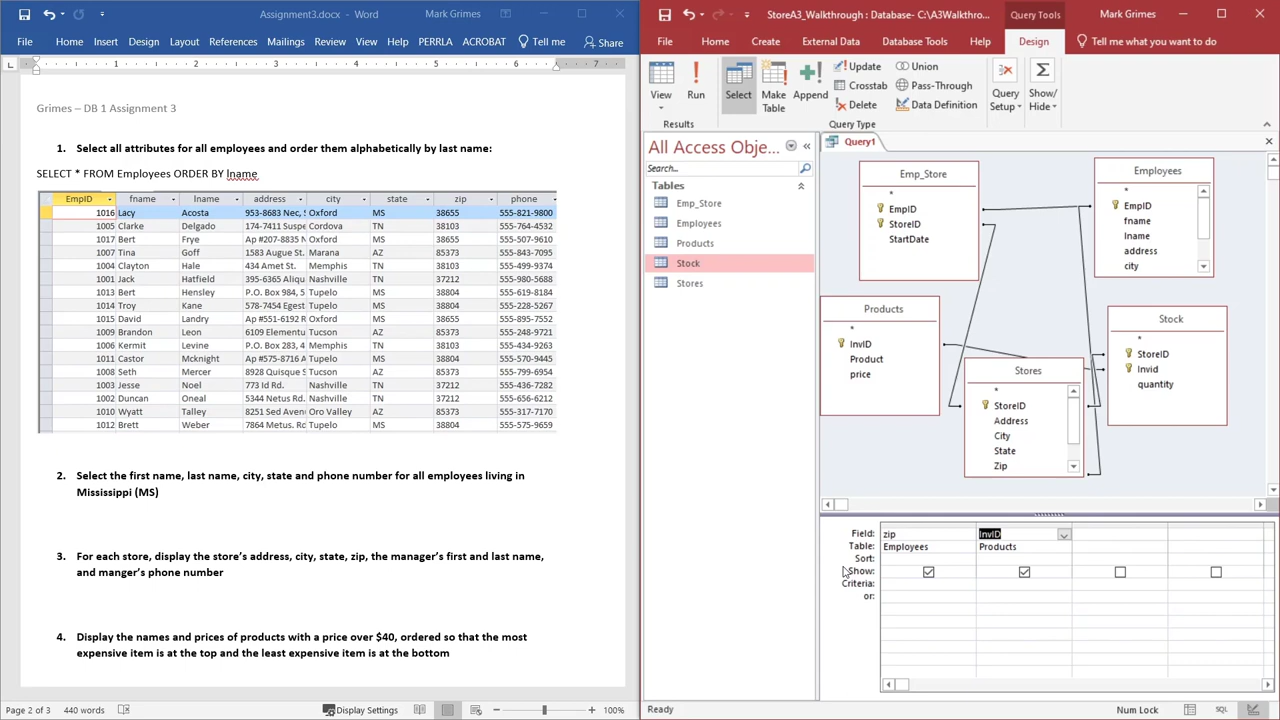 Assignment3.docx - Word
Mark Grimes
File Home Insert Design Layout References Mailings Review View Help PERRLA ACROBAT Tell me Share
1 2 3 4 5 6 7
Grimes – DB 1 Assignment 3
1. Select all attributes for all employees and order them alphabetically by last name:
SELECT * FROM Employees ORDER BY lname
EmpID fname lname address city state zip phone
1016 Lacy Acosta 953-8683 Nec, S Oxford MS 38655 555-821-9800
1005 Clarke Delgado 174-7411 Suspe Cordova TN 38103 555-764-4532
1017 Bert Frye Ap #207-8835 N Oxford MS 38655 555-507-9610
1007 Tina Goff 1583 Augue St. Marana AZ 85373 555-843-7095
1004 Clayton Hale 434 Amet St. Memphis TN 38103 555-499-9374
1001 Jack Hatfield 395-6365 Aliqu Nashville TN 37212 555-980-5688
1013 Bert Hensley P.O. Box 984, 5 Tupelo MS 38804 555-619-8184
1014 Troy Kane 578-7454 Egest Tupelo MS 38804 555-228-5267
1015 David Landry Ap #551-6192 R Oxford MS 38655 555-895-7552
1009 Brandon Leon 6109 Elementu Tucson AZ 85373 555-248-9721
1006 Kermit Levine P.O. Box 283, 4 Memphis TN 38103 555-434-9263
1011 Castor Mcknight Ap #575-8716 A Tupelo MS 38804 555-570-9445
1008 Seth Mercer 8928 Quisque S Tucson AZ 85373 555-799-6954
1003 Jesse Noel 773 Id Rd. Nashville TN 37212 555-436-7282
1002 Duncan Oneal 5344 Netus Rd. Nashville TN 37212 555-656-6212
1010 Wyatt Talley 8251 Sed Aven Oro Valley AZ 85373 555-317-7170
1012 Brett Weber 7864 Metus. Rd Tupelo MS 38804 555-575-9659
2. Select the first name, last name, city, state and phone number for all employees living in
Mississippi (MS)
3. For each store, display the store’s address, city, state, zip, the manager’s first and last name,
and manger’s phone number
4. Display the names and prices of products with a price over $40, ordered so that the most
expensive item is at the top and the least expensive item is at the bottom
Page 2 of 3 440 words Display Settings 100%
StoreA3_Walkthrough : Database- C:\A3Walkthro... Query Tools Mark Grimes
File Home Create External Data Database Tools Help Design Tell me what you want to do
View
Run
Results
Select
Make Table
Append
Update
Crosstab
Delete
Union
Pass-Through
Data Definition
Query Type
Query Setup
Show/ Hide
All Access Obje...
Search...
Tables
Emp_Store
Employees
Products
Stock
Stores
Query1
Emp_Store
*
EmpID
StoreID
StartDate
Employees
*
EmpID
fname
lname
address
city
Products
*
InvID
Product
price
Stock
*
StoreID
Invid
quantity
Stores
*
StoreID
Address
City
State
Zip
Field: zip InvID
Table: Employees Products
Sort:
Show:
Criteria:
or:
Ready
Num Lock
SQL